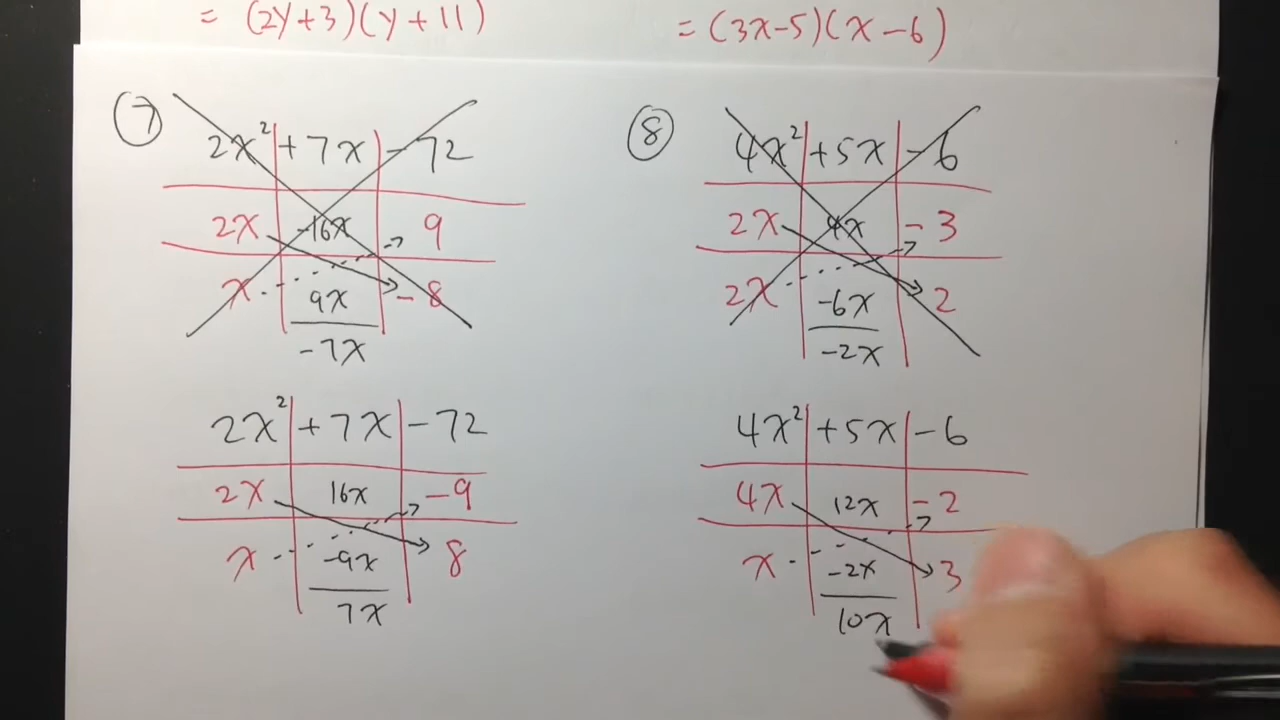 = (2y+3)(y+11)
= (3x-5)(x-6)
⑦
2x²+7x-72
2x -16x 9
x 9x -8
-7x
⑧
4x²+5x-6
2x 4x -3
2x -6x 2
-2x
2x²+7x-72
2x 16x -9
x -9x 8
7x
4x²+5x-6
4x 12x -2
x -2x 3
10x